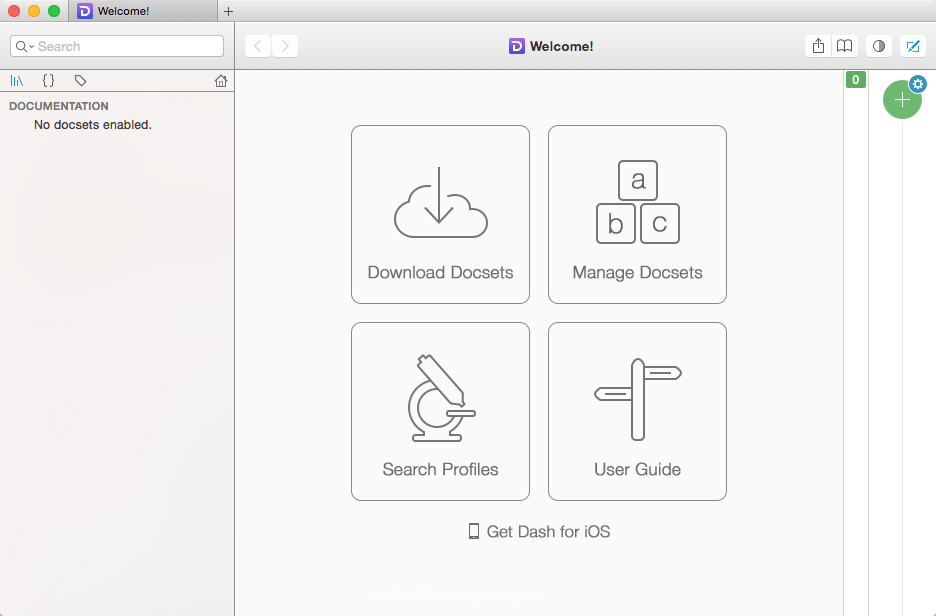 Welcome!
Search
Welcome!
0
DOCUMENTATION
No docsets enabled.
a
b c
Download Docsets
Manage Docsets
Search Profiles
User Guide
Get Dash for iOS